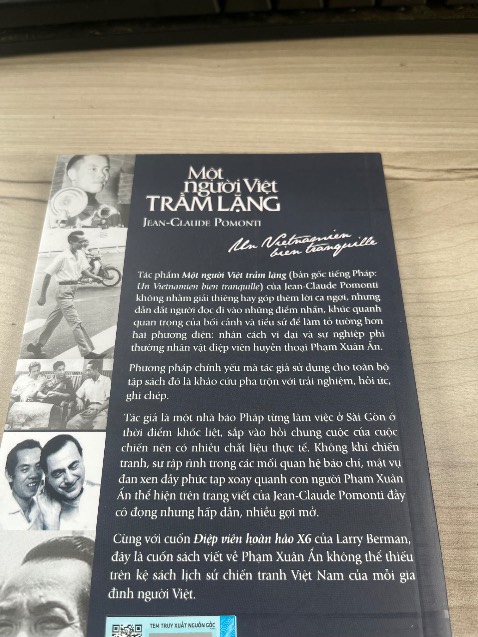 Một
người Việt
TRẦM LẶNG
JEAN-CLAUDE POMONTI
Un Vietnamien
bien tranquille
Tác phẩm Một người Việt trầm lặng (bản gốc tiếng Pháp:
Un Vietnamien bien tranquille) của Jean-Claude Pomonti
không nhằm giải thiêng hay góp thêm lời ca ngợi, nhưng
dẫn dắt người đọc đi vào những điểm nhấn, khúc quanh
quan trọng của bối cảnh và tiểu sử để làm tỏ tường hơn
hai phương diện: nhân cách vĩ đại và sự nghiệp phi
thường nhân vật điệp viên huyền thoại Phạm Xuân Ẩn.
Phương pháp chính yếu mà tác giả sử dụng cho toàn bộ
tập sách đó là khảo cứu pha trộn với trải nghiệm, hồi ức,
ghi chép.
Tác giả là một nhà báo Pháp từng làm việc ở Sài Gòn ở
thời điểm khốc liệt, sắp vào hồi chung cuộc của cuộc
chiến nên có nhiều chất liệu thực tế. Không khí chiến
tranh, sự rập rình trong các mối quan hệ báo chí, mật vụ
đan xen đầy phức tạp xoay quanh con người Phạm Xuân
Ẩn thể hiện trên trang viết của Jean-Claude Pomonti đầy
cô đọng nhưng hấp dẫn, nhiều gợi mở.
Cùng với cuốn Điệp viên hoàn hảo X6 của Larry Berman,
đây là cuốn sách viết về Phạm Xuân Ẩn không thể thiếu
trên kệ sách lịch sử chiến tranh Việt Nam của mỗi gia
đình người Việt.
TEM TRUY XUẤT NGUỒN GỐC